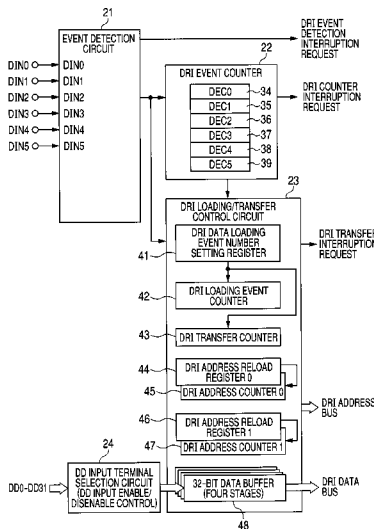 21
EVENT DETECTION
CIRCUIT
DIN0
DIN1
DIN2
DIN3
DIN4
DIN5
DIN0
DIN1
DIN2
DIN3
DIN4
DIN5
DRI EVENT
DETECTION
INTERRUPTION
REQUEST
22
DRI EVENT COUNTER
DEC0
DEC1
DEC2
DEC3
DEC4
DEC5
34
35
36
37
38
39
DRI COUNTER
INTERRUPTION
REQUEST
23
DRI LOADING/TRANSFER
CONTROL CIRCUIT
DRI DATA LOADING
EVENT NUMBER
SETTING REGISTER
41
DRI TRANSFER
INTERRUPTION
REQUEST
42
DRI LOADING EVENT
COUNTER
43
DRI TRANSFER COUNTER
44
DRI ADDRESS RELOAD
REGISTER 0
45
DRI ADDRESS COUNTER 0
46
DRI ADDRESS RELOAD
REGISTER 1
47
DRI ADDRESS COUNTER 1
DRI ADDRESS
BUS
24
DD INPUT TERMINAL
SELECTION CIRCUIT
(DD INPUT ENABLE/
DISENABLE CONTROL)
DD0-DD31
32-BIT DATA BUFFER
(FOUR STAGES)
48
DRI DATA
BUS